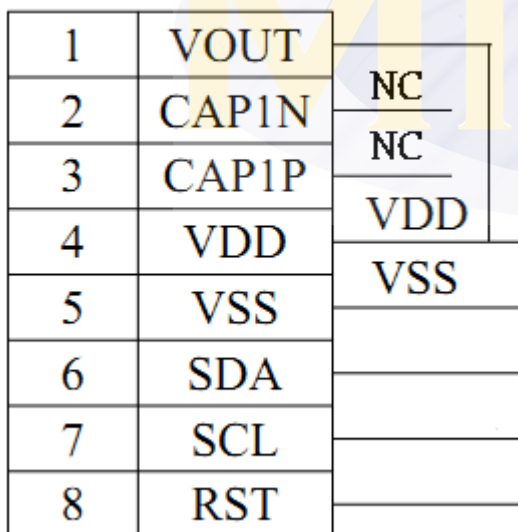 1 VOUT
NC
2 CAP1N
NC
3 CAP1P
VDD
4 VDD
VSS
5 VSS
6 SDA
7 SCL
8 RST